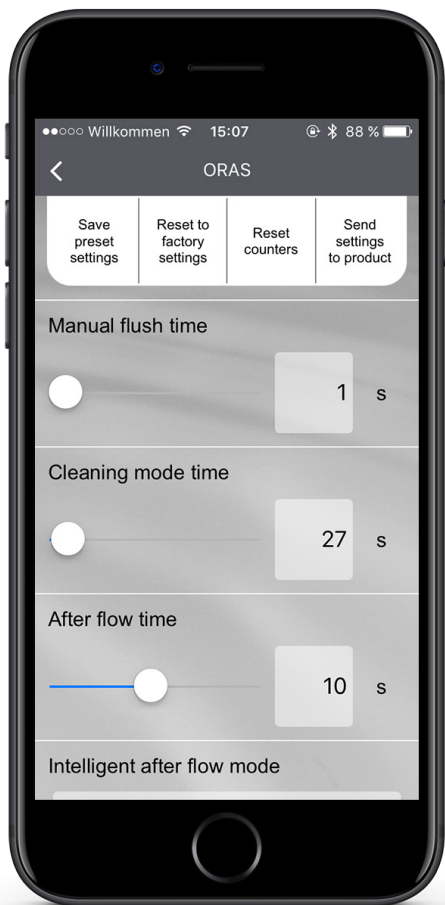 Willkommen 15:07 88 %
ORAS
Save
preset
settings
Reset to
factory
settings
Reset
counters
Send
settings
to product
Manual flush time
1 s
Cleaning mode time
27 s
After flow time
10 s
Intelligent after flow mode